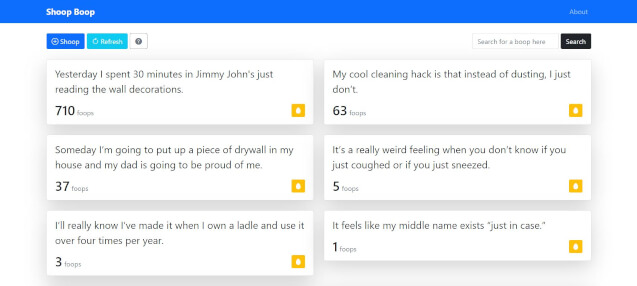 Shoop Boop
About
Shoop
Refresh
Search for a boop here
Search
Yesterday I spent 30 minutes in Jimmy John's just
reading the wall decorations.
710 foops
My cool cleaning hack is that instead of dusting, I just
don't.
63 foops
Someday I'm going to put up a piece of drywall in my
house and my dad is going to be proud of me.
37 foops
It's a really weird feeling when you don't know if you
just coughed or if you just sneezed.
5 foops
I'll really know I've made it when I own a ladle and use it
over four times per year.
3 foops
It feels like my middle name exists “just in case.”
1 foops